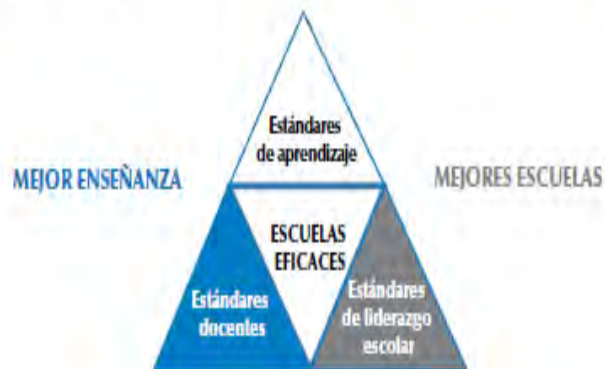 Estándares
de aprendizaje
MEJOR ENSEÑANZA
MEJORES ESCUELAS
ESCUELAS
EFICACES
Estándares
docentes
Estándares
de liderazgo
escolar